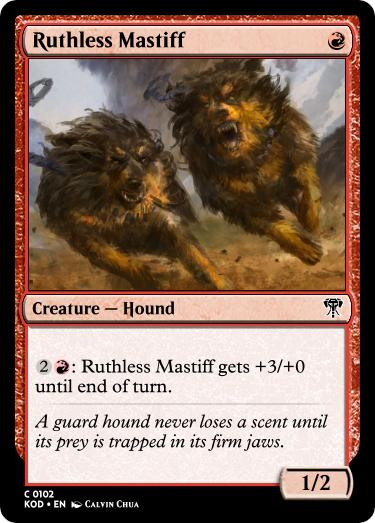 Ruthless Mastiff
Creature — Hound
2 : Ruthless Mastiff gets +3/+0
until end of turn.
A guard hound never loses a scent until
its prey is trapped in its firm jaws.
1/2
C 0102
KOD • EN Calvin Chua